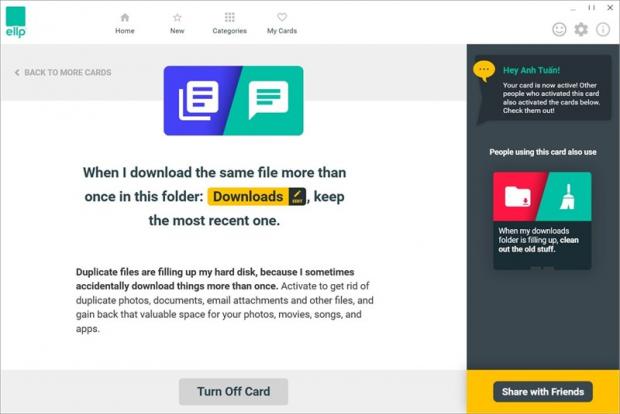 ellp
Home
New
Categories
My Cards
BACK TO MORE CARDS
When I download the same file more than
once in this folder: Downloads EDIT, keep
the most recent one.
Duplicate files are filling up my hard disk, because I sometimes
accidentally download things more than once. Activate to get rid of
duplicate photos, documents, email attachments and other files, and
gain back that valuable space for your photos, movies, songs, and
apps.
Turn Off Card
Hey Anh Tuấn!
Your card is now active! Other
people who activated this card
also activated the cards below.
Check them out!
People using this card also use
When my downloads
folder is filling up, clean
out the old stuff.
Share with Friends